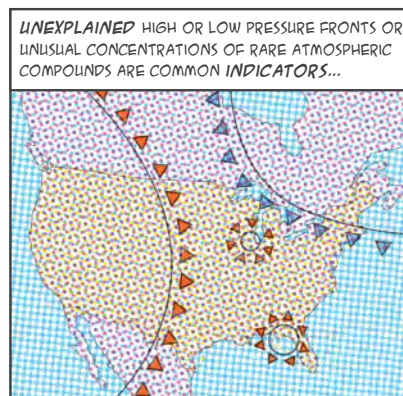 UNEXPLAINED HIGH OR LOW PRESSURE FRONTS OR
UNUSUAL CONCENTRATIONS OF RARE ATMOSPHERIC
COMPOUNDS ARE COMMON INDICATORS...